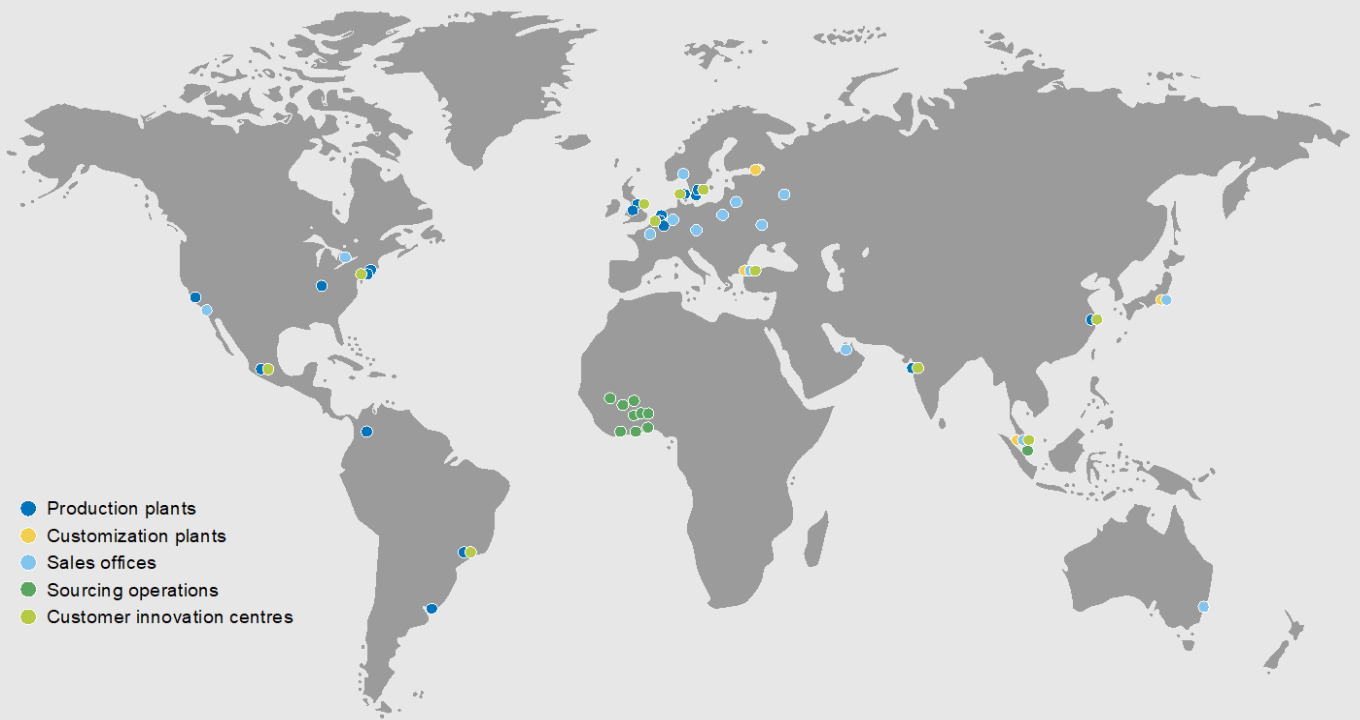 Production plants
Customization plants
Sales offices
Sourcing operations
Customer innovation centres